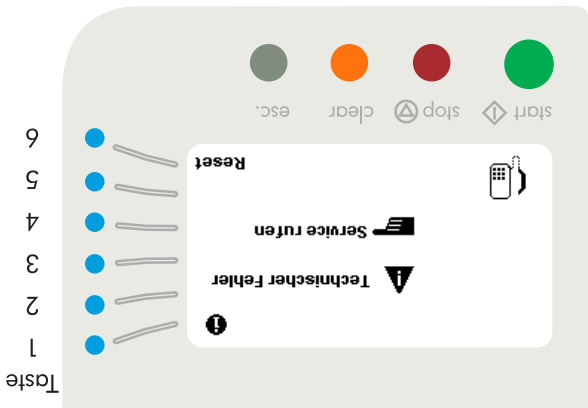 Taste
1
2
Technischer Fehler
3
Service rufen
4
5
Reset
6
start stop clear esc.